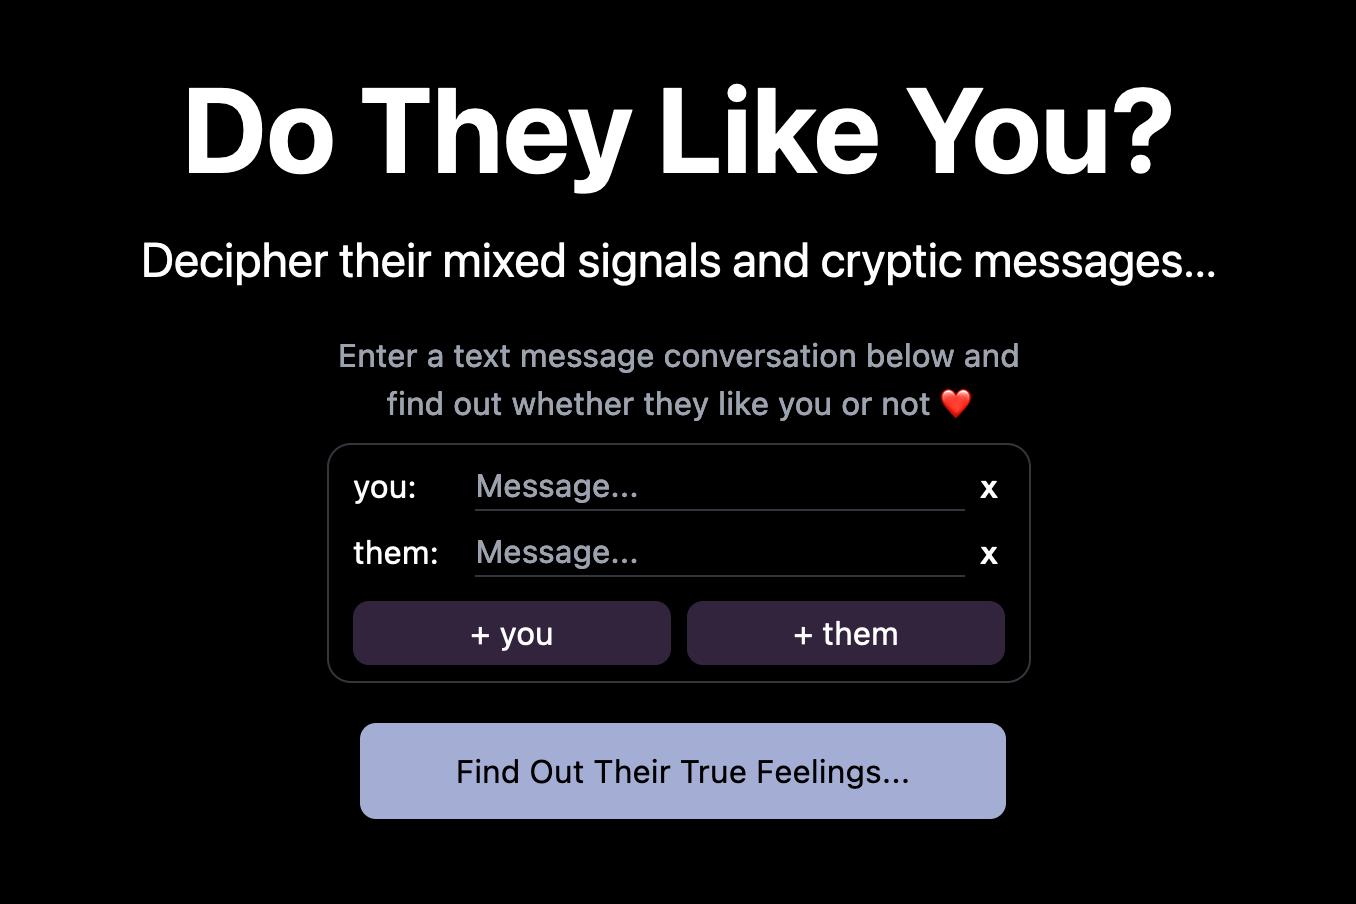 Do They Like You?
Decipher their mixed signals and cryptic messages...
Enter a text message conversation below and
find out whether they like you or not ❤️
you: Message... x
them: Message... x
+ you + them
Find Out Their True Feelings...